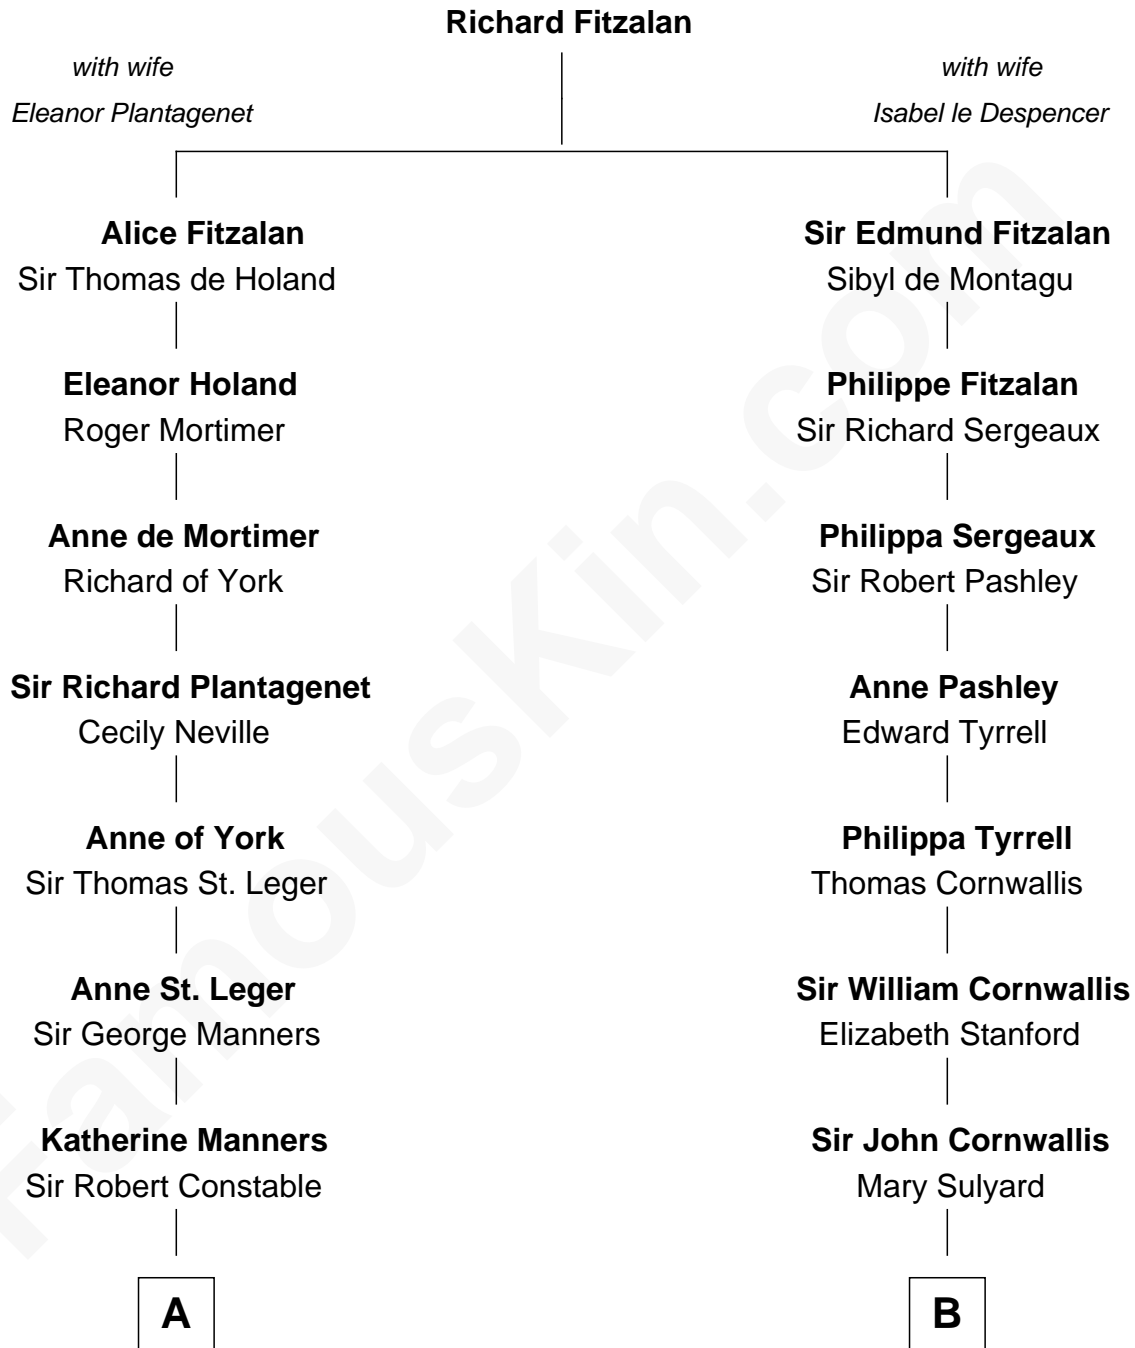 Richard Fitzalan
with wife
Eleanor Plantagenet
with wife
Isabel le Despencer
Alice Fitzalan
Sir Thomas de Holand
Sir Edmund Fitzalan
Sibyl de Montagu
Eleanor Holand
Roger Mortimer
Philippe Fitzalan
Sir Richard Sergeaux
Anne de Mortimer
Richard of York
Philippa Sergeaux
Sir Robert Pashley
Sir Richard Plantagenet
Cecily Neville
Anne Pashley
Edward Tyrrell
Anne of York
Sir Thomas St. Leger
Philippa Tyrrell
Thomas Cornwallis
Anne St. Leger
Sir George Manners
Sir William Cornwallis
Elizabeth Stanford
Katherine Manners
Sir Robert Constable
Sir John Cornwallis
Mary Sulyard
A
B
FamousKin.com